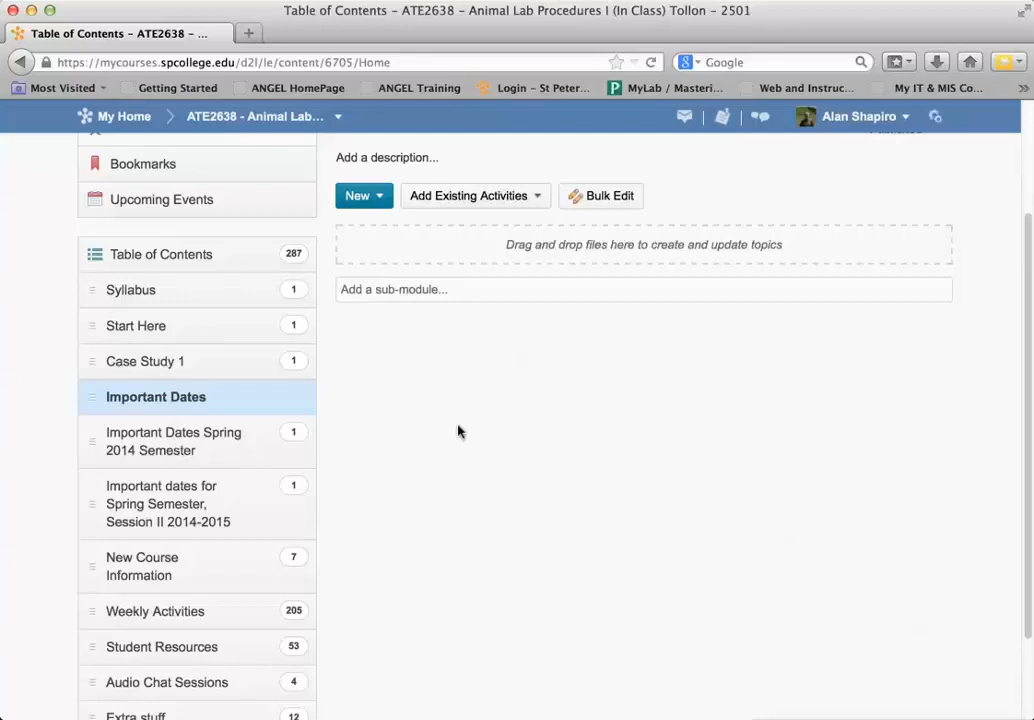 Table of Contents – ATE2638 – Animal Lab Procedures I (In Class) Tollon – 2501
Table of Contents – ATE2638 – ...
https://mycourses.spcollege.edu/d2l/le/content/6705/Home
Google
Most Visited
Getting Started
ANGEL HomePage
ANGEL Training
Login – St Peter...
MyLab / Masteri...
Web and Instruc...
My IT & MIS Co...
My Home
ATE2638 - Animal Lab...
Alan Shapiro
Bookmarks
Upcoming Events
Add a description...
New
Add Existing Activities
Bulk Edit
Drag and drop files here to create and update topics
Add a sub-module...
Table of Contents 287
Syllabus 1
Start Here 1
Case Study 1 1
Important Dates
Important Dates Spring 1
2014 Semester
Important dates for 1
Spring Semester,
Session II 2014-2015
New Course 7
Information
Weekly Activities 205
Student Resources 53
Audio Chat Sessions 4
Extra stuff 12